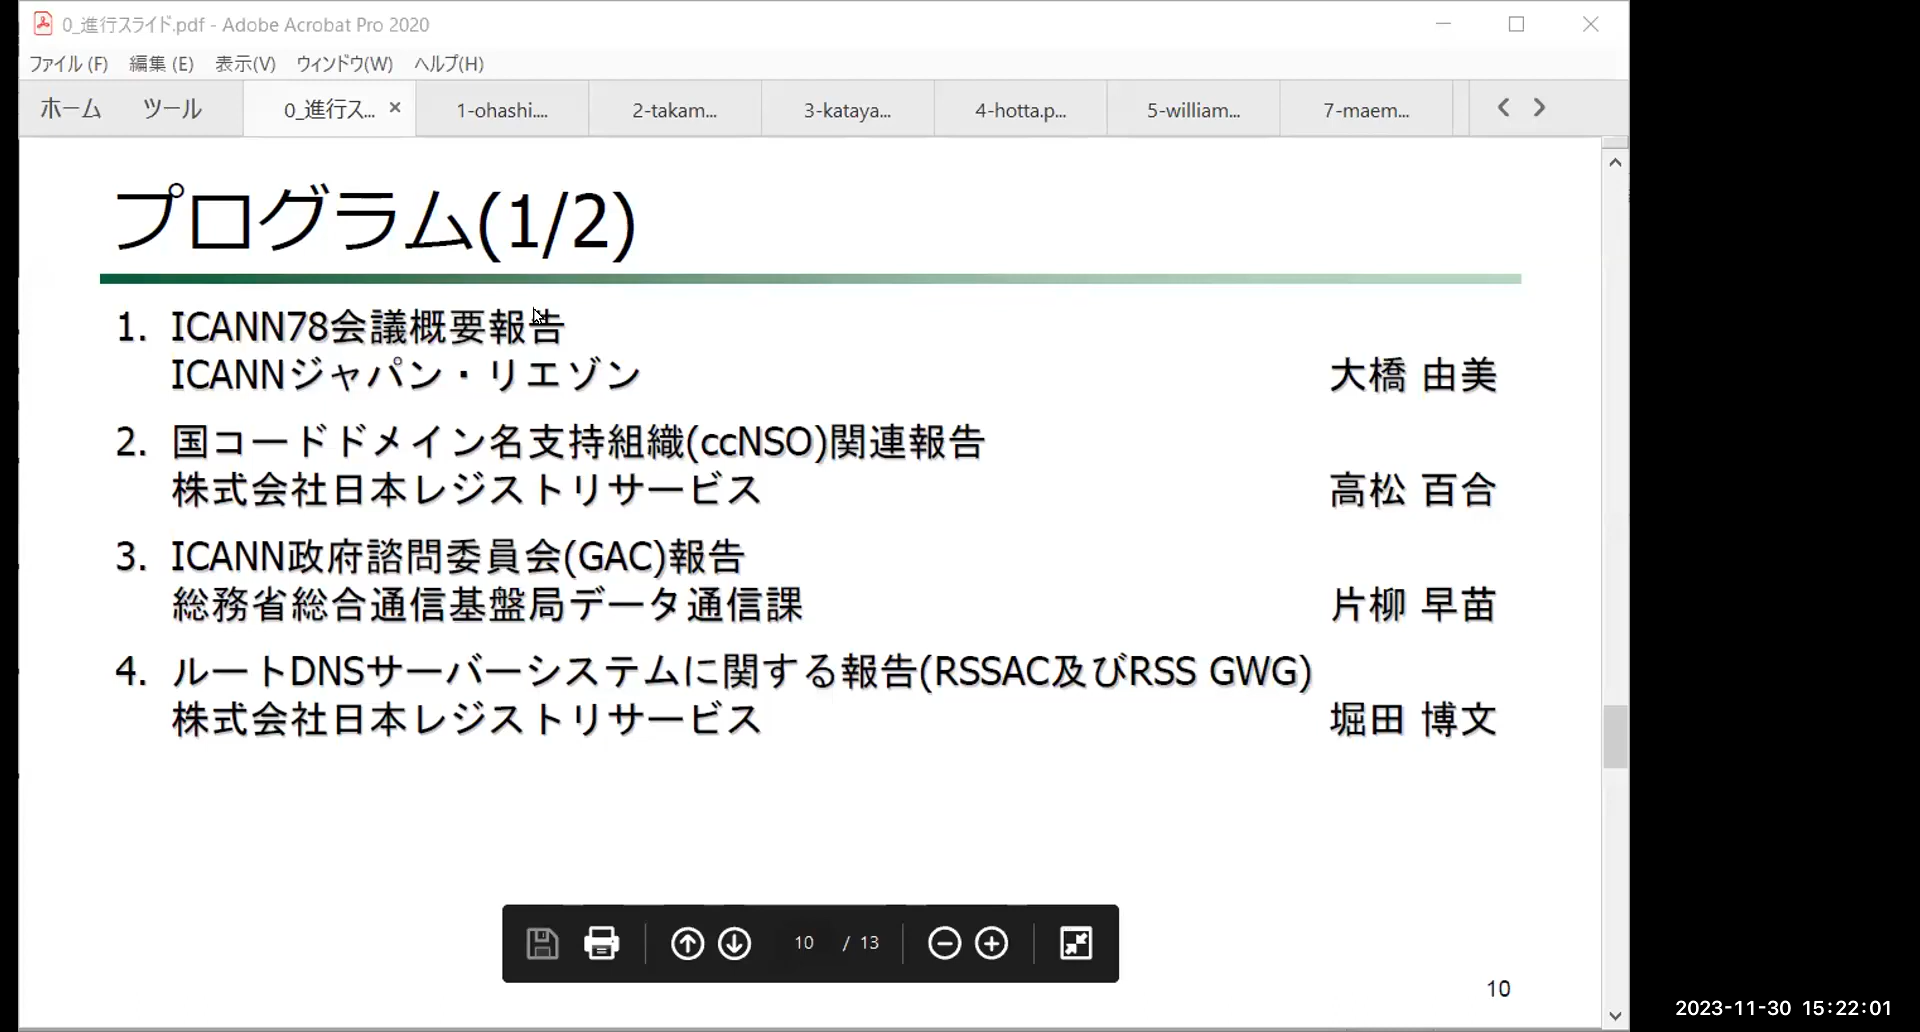 0_進行スライド.pdf - Adobe Acrobat Pro 2020
ファイル(F) 編集(E) 表示(V) ウィンドウ(W) ヘルプ(H)
ホーム ツール 0_進行ス... × 1-ohashi.... 2-takam... 3-kataya... 4-hotta.p... 5-william... 7-maem...
プログラム(1/2)
1. ICANN78会議概要報告
ICANNジャパン・リエゾン 大橋 由美
2. 国コードドメイン名支持組織(ccNSO)関連報告
株式会社日本レジストリサービス 高松 百合
3. ICANN政府諮問委員会(GAC)報告
総務省総合通信基盤局データ通信課 片柳 早苗
4. ルートDNSサーバーシステムに関する報告(RSSAC及びRSS GWG)
株式会社日本レジストリサービス 堀田 博文
10 / 13
10
2023-11-30 15:22:01